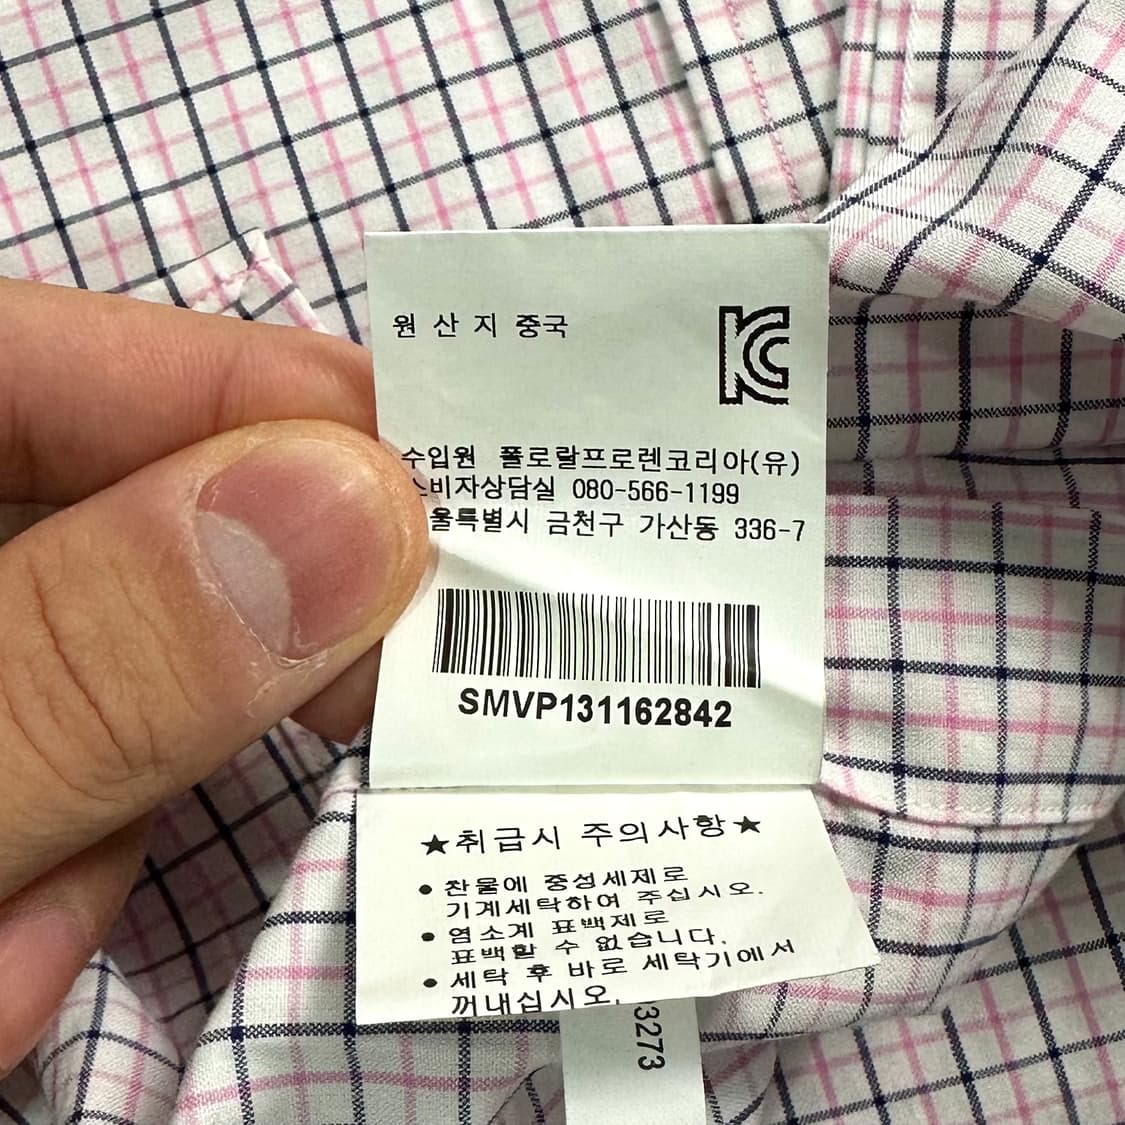 원 산 지 중국
KC
수입원 폴로랄프로렌코리아(유)
소비자상담실 080-566-1199
울특별시 금천구 가산동 336-7
SMVP131162842
★취급시 주의사항★
● 찬물에 중성세제로
기계세탁하여 주십시오.
● 염소계 표백제로
표백할 수 없습니다.
● 세탁 후 바로 세탁기에서
꺼내십시오.
3273